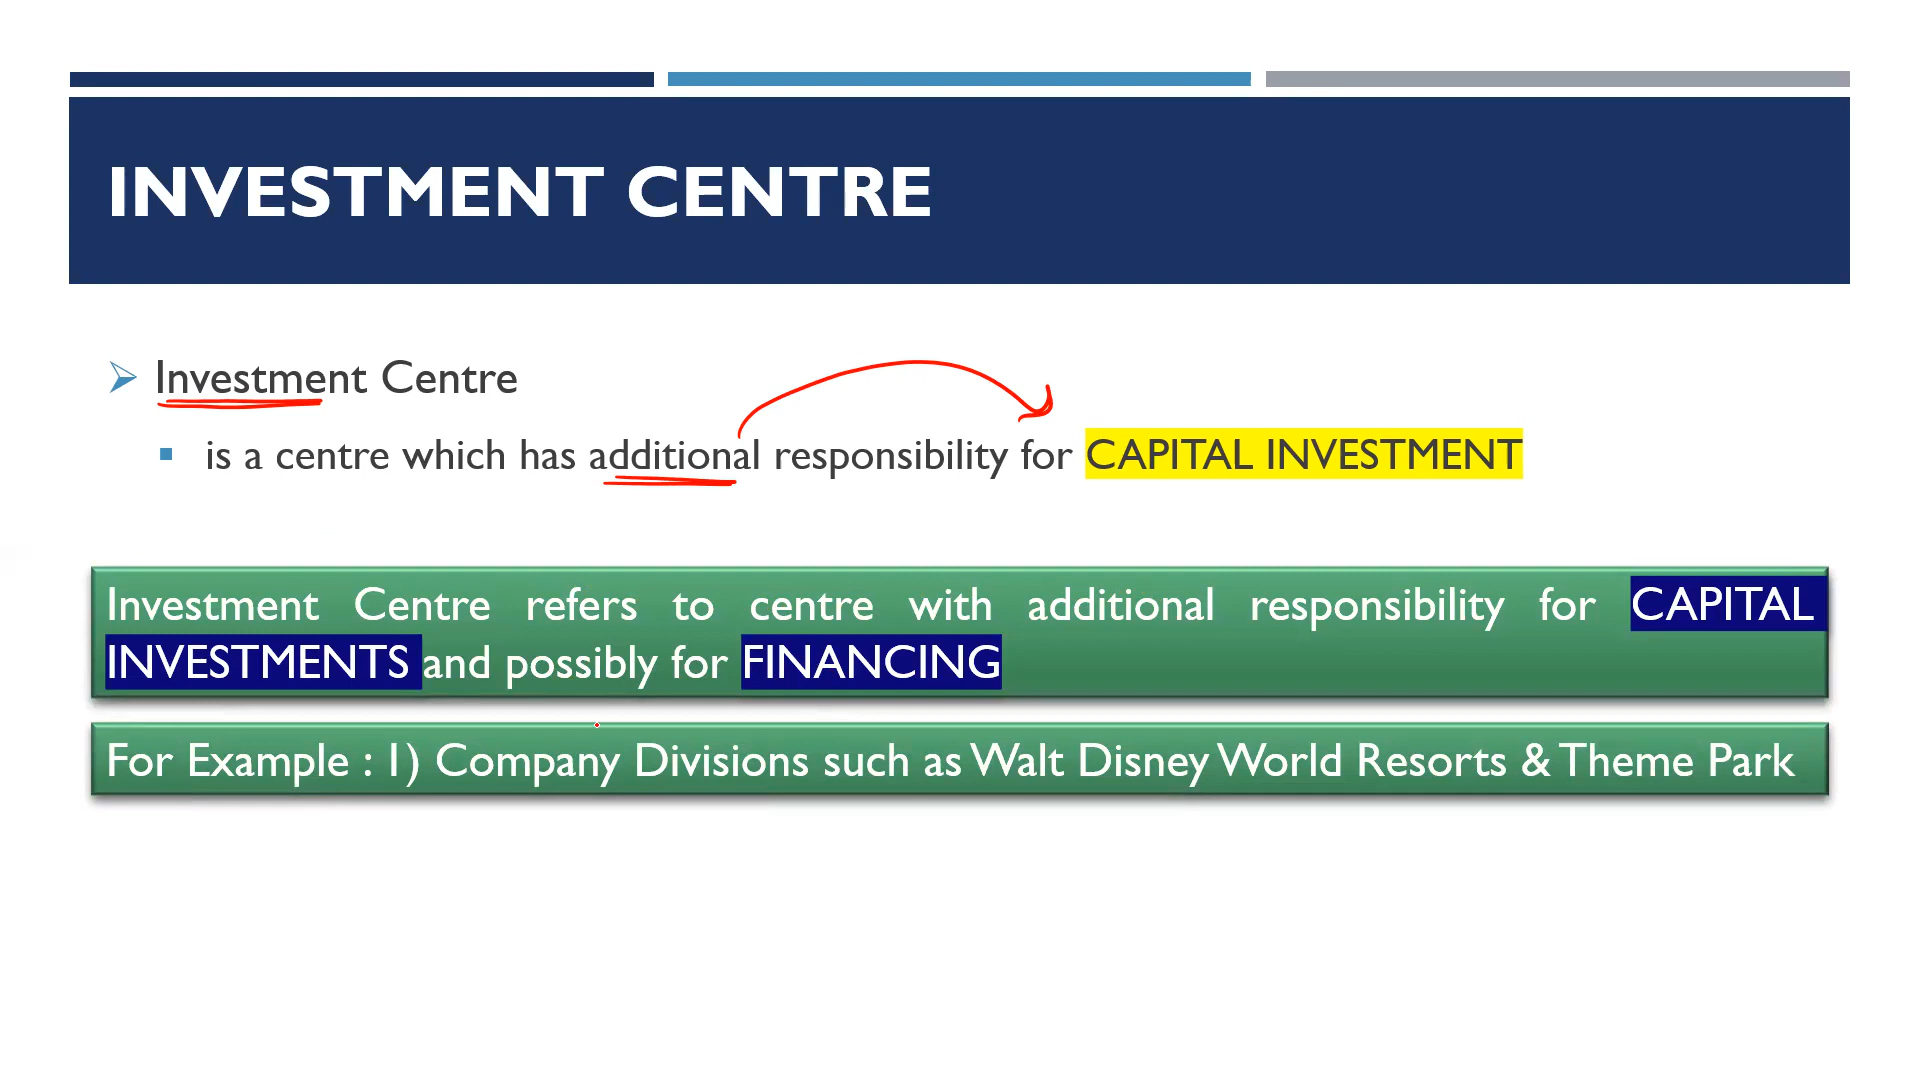 INVESTMENT CENTRE
Investment Centre
is a centre which has additional responsibility for CAPITAL INVESTMENT
Investment Centre refers to centre with additional responsibility for CAPITAL
INVESTMENTS and possibly for FINANCING
For Example : 1) Company Divisions such as Walt Disney World Resorts & Theme Park